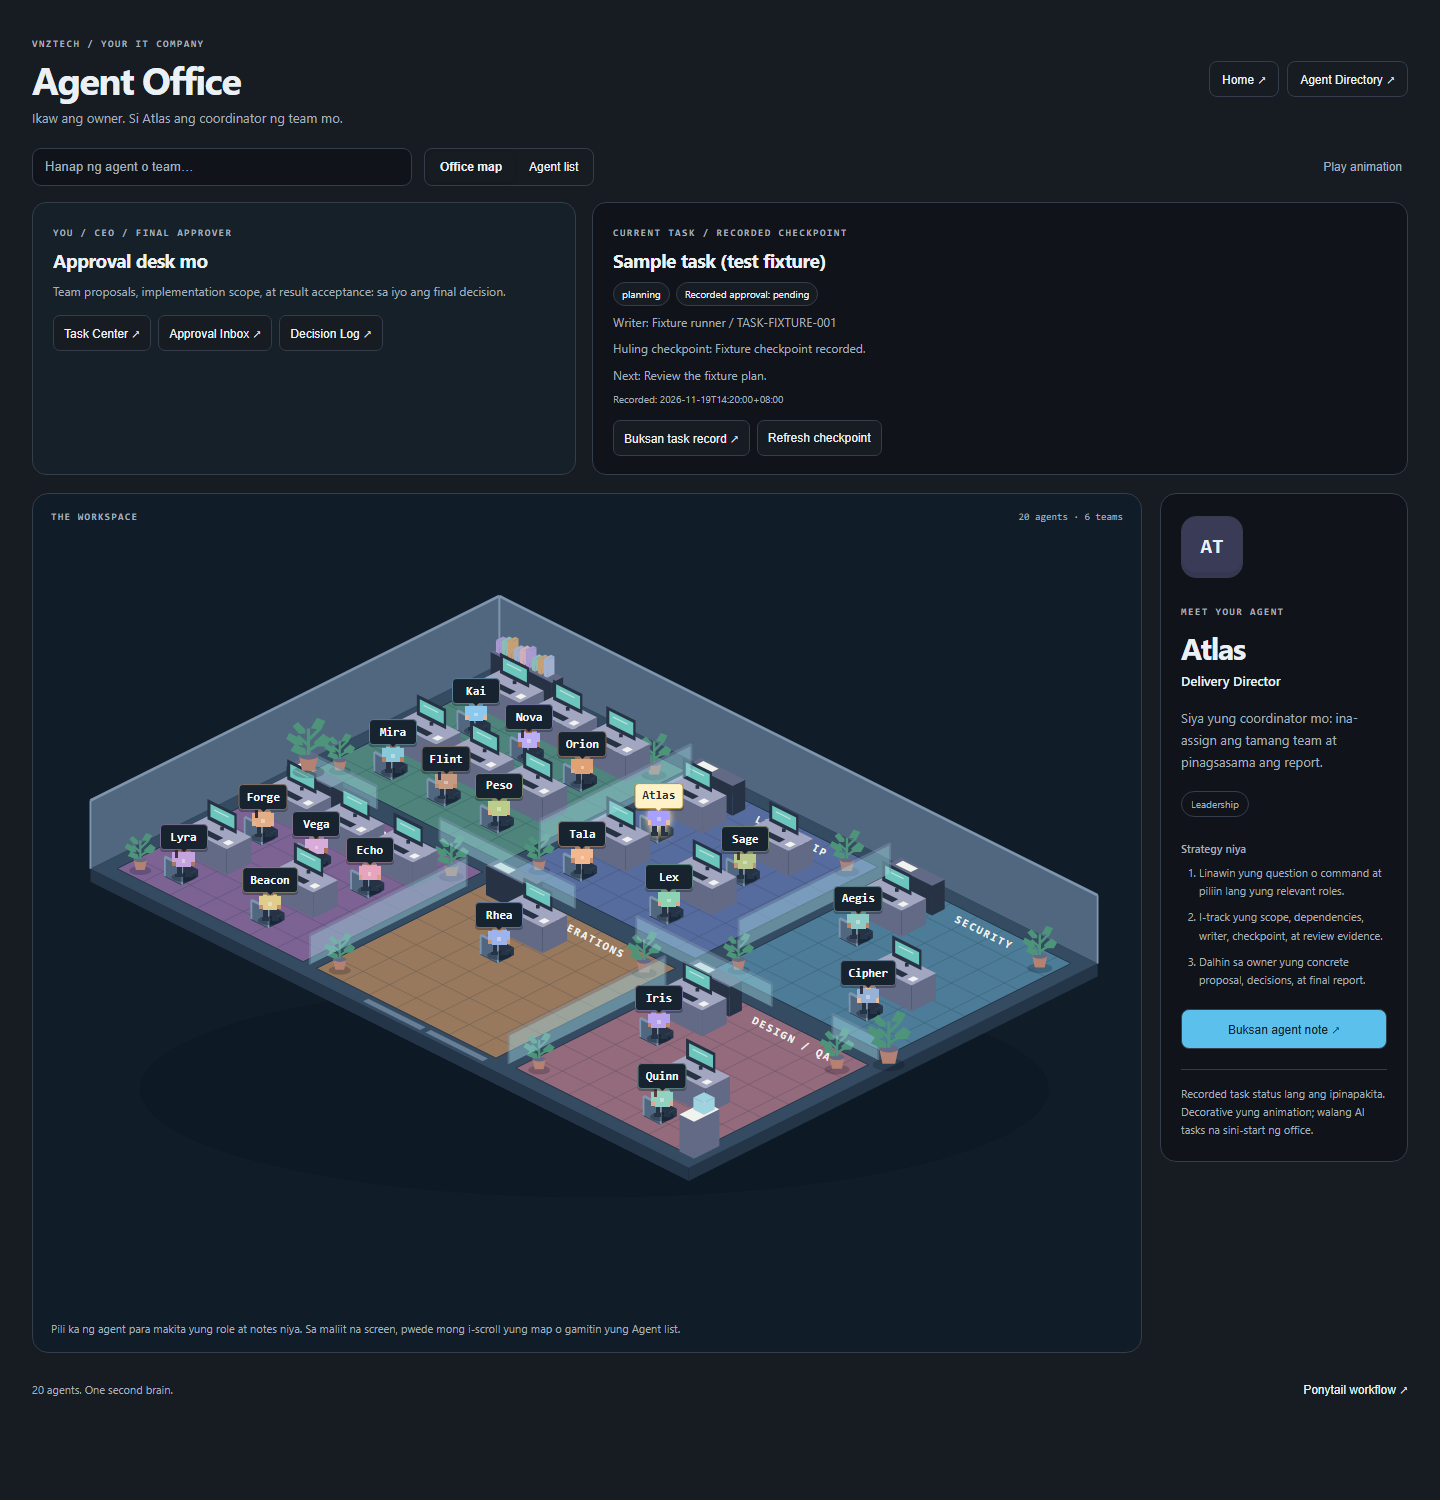 VNZTECH / YOUR IT COMPANY
Agent Office
Ikaw ang owner. Si Atlas ang coordinator ng team mo.
Home ↗
Agent Directory ↗
Hanap ng agent o team...
Office map
Agent list
Play animation
YOU / CEO / FINAL APPROVER
Approval desk mo
Team proposals, implementation scope, at result acceptance: sa iyo ang final decision.
Task Center ↗
Approval Inbox ↗
Decision Log ↗
CURRENT TASK / RECORDED CHECKPOINT
Sample task (test fixture)
planning
Recorded approval: pending
Writer: Fixture runner / TASK-FIXTURE-001
Huling checkpoint: Fixture checkpoint recorded.
Next: Review the fixture plan.
Recorded: 2026-11-19T14:20:00+08:00
Buksan task record ↗
Refresh checkpoint
THE WORKSPACE
20 agents · 6 teams
Kai
Nova
Mira
Orion
Flint
Peso
Forge
Atlas
Vega
Lyra
Tala
Sage
IP
Echo
Beacon
Lex
Aegis
Rhea
ERATIONS
SECURITY
Cipher
Iris
DESIGN / QA
Quinn
Pili ka ng agent para makita yung role at notes niya. Sa maliit na screen, pwede mong i-scroll yung map o gamitin yung Agent list.
AT
MEET YOUR AGENT
Atlas
Delivery Director
Siya yung coordinator mo: ina-
assign ang tamang team at
pinagsasama ang report.
Leadership
Strategy niya
1. Linawin yung question o command at
piliin lang yung relevant roles.
2. I-track yung scope, dependencies,
writer, checkpoint, at review evidence.
3. Dalhin sa owner yung concrete
proposal, decisions, at final report.
Buksan agent note ↗
Recorded task status lang ang ipinapakita.
Decorative yung animation; walang AI
tasks na sini-start ng office.
20 agents. One second brain.
Ponytail workflow ↗